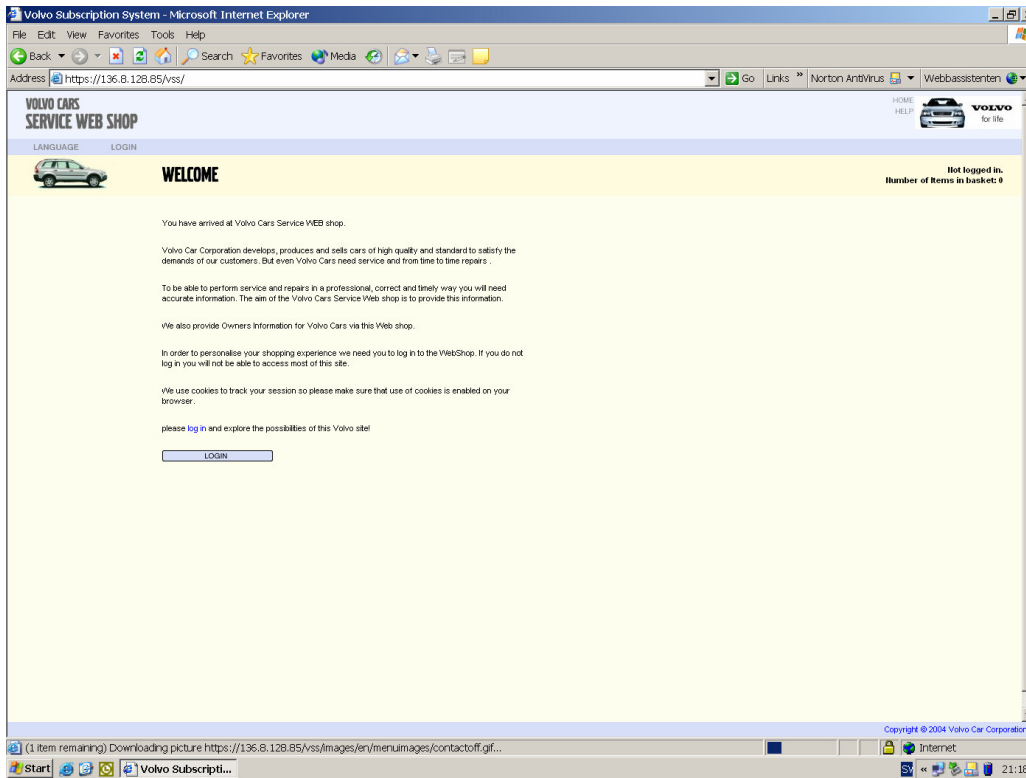 Volvo Subscription System - Microsoft Internet Explorer
File Edit View Favorites Tools Help
Back Search Favorites Media
Address https://136.8.128.85/vss/ Go Links » Norton AntiVirus Webbassistenten
VOLVO CARS
SERVICE WEB SHOP
HOME
HELP
VOLVO
for life
LANGUAGE LOGIN
WELCOME
Not logged in.
Number of Items in basket: 0
You have arrived at Volvo Cars Service WEB shop.
Volvo Car Corporation develops, produces and sells cars of high quality and standard to satisfy the
demands of our customers. But even Volvo Cars need service and from time to time repairs .
To be able to perform service and repairs in a professional, correct and timely way you will need
accurate information. The aim of the Volvo Cars Service Web shop is to provide this information.
We also provide Owners Information for Volvo Cars via this Web shop.
In order to personalise your shopping experience we need you to log in to the WebShop. If you do not
log in you will not be able to access most of this site.
We use cookies to track your session so please make sure that use of cookies is enabled on your
browser.
please log in and explore the possibilities of this Volvo site!
LOGIN
Copyright © 2004 Volvo Car Corporation
(1 item remaining) Downloading picture https://136.8.128.85/vss/images/en/menuimages/contactoff.gif... Internet
Start Volvo Subscripti... SV « 21:18